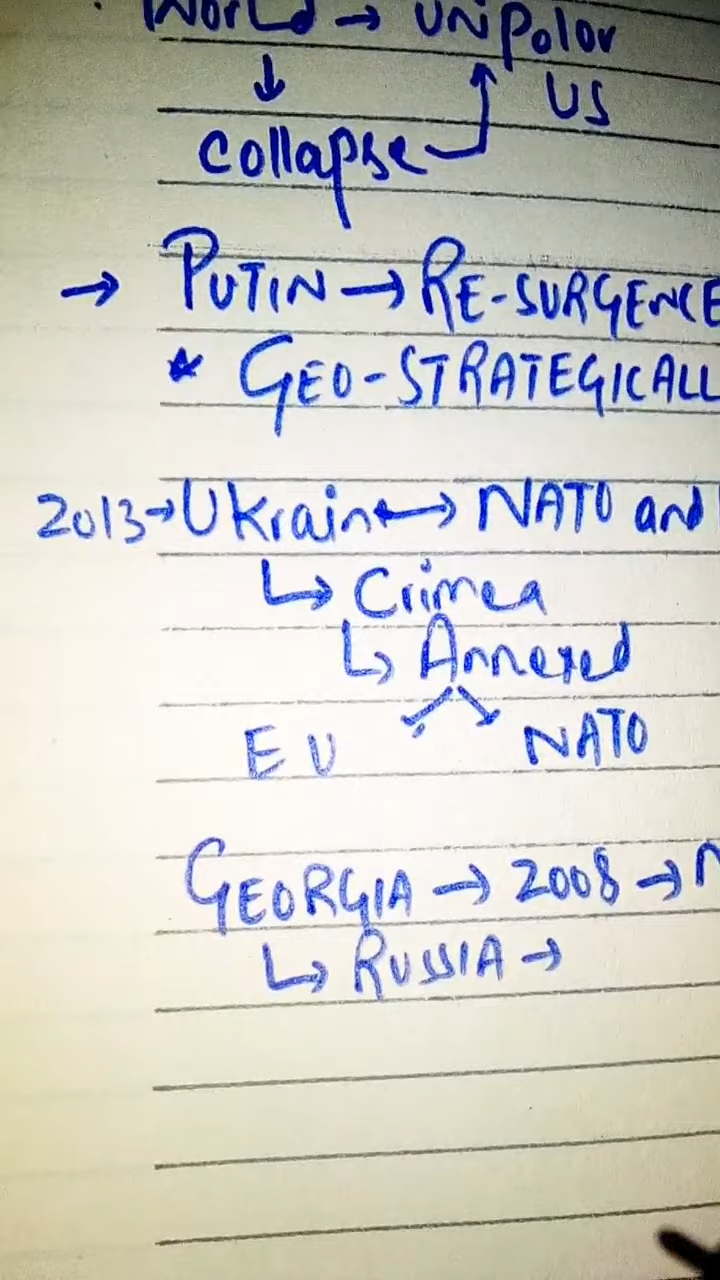 World → UNIPOLOr
↓ US
collapse
→ PUTIN → RE-SURGENCE
* GEO-STRATEGICALL
2013→Ukrain↔ NATO and
↳ Crimea
↳ Annexed
EU NATO
GEORGIA → 2008 → N
↳ RUSSIA →